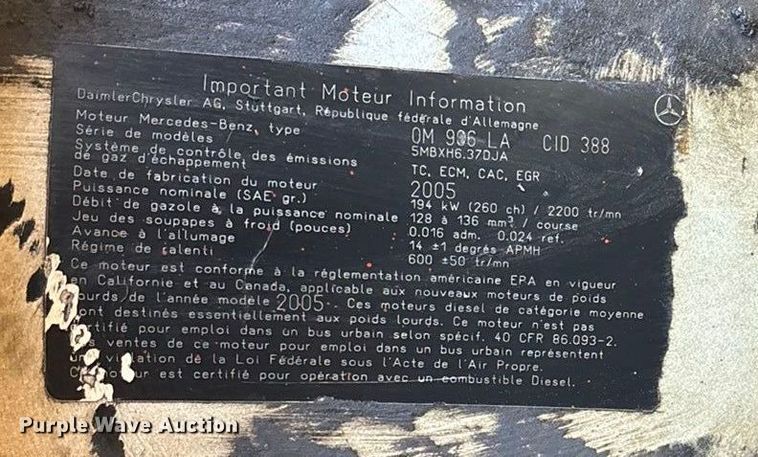 Important Moteur Information
DaimlerChrysler AG, Stuttgart, République fédérale d'Allemagne
Moteur Mercedes-Benz, type OM 906 LA CID 388
Série de modèles 5MBXH6.37DJA
Système de contrôle des émissions
de gaz d'échappement TC, ECM, CAC, EGR
Date de fabrication du moteur 2005
Puissance nominale (SAE gr.) 194 kW (260 ch) / 2200 tr/mn
Débit de gazole à la puissance nominale 128 à 136 mm³ / course
Jeu des soupapes à froid (pouces) 0.016 adm. 0.024 ref.
Avance à l'allumage 14 ±1 degrés APMH
Régime de ralenti 600 ±50 tr/mn
Ce moteur est conforme à la réglementation américaine EPA en vigueur
en Californie et au Canada, applicable aux nouveaux moteurs de poids
lourds de l'année modèle 2005. Ces moteurs diesel de catégorie moyenne
sont destinés essentiellement aux poids lourds. Ce moteur n'est pas
certifié pour emploi dans un bus urbain selon spécif. 40 CFR 86.093-2.
ventes de ce moteur pour emploi dans un bus urbain représentent
une violation de la Loi Fédérale sous l'Acte de l'Air Propre.
Ce moteur est certifié pour opération avec un combustible Diesel.
PurpleWave Auction